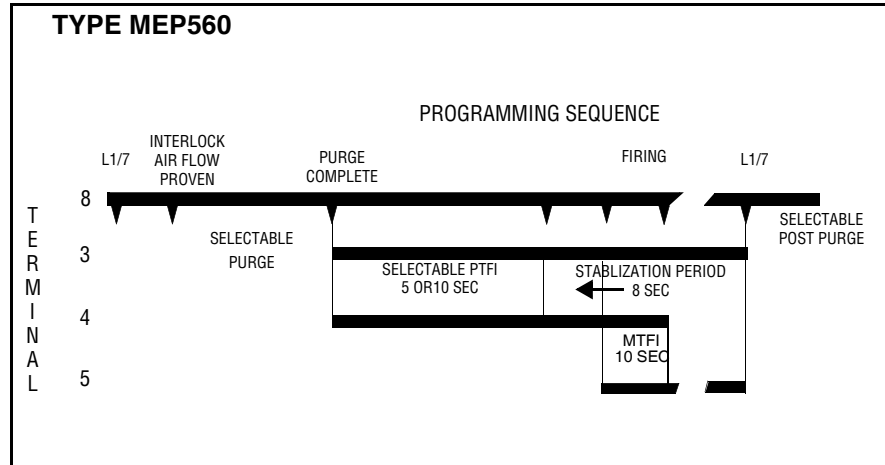 TYPE MEP560
PROGRAMMING SEQUENCE
L1/7
INTERLOCK
AIR FLOW
PROVEN
PURGE
COMPLETE
FIRING
L1/7
TERMINAL
8
SELECTABLE
POST PURGE
SELECTABLE
PURGE
3
SELECTABLE PTFI
5 OR10 SEC
STABLIZATION PERIOD
8 SEC
4
MTFI
10 SEC
5